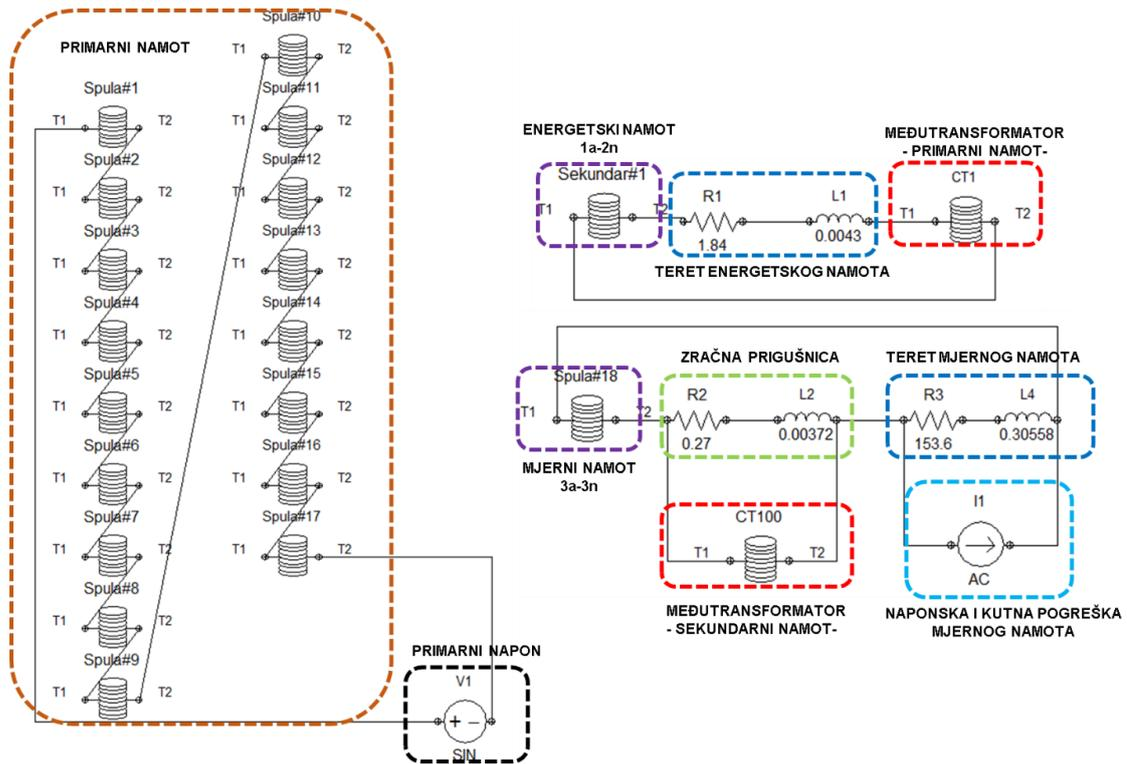 PRIMARNI NAMOT
Spula#1
T1 T2
Spula#2
T1 T2
Spula#3
T1 T2
Spula#4
T1 T2
Spula#5
T1 T2
Spula#6
T1 T2
Spula#7
T1 T2
Spula#8
T1 T2
Spula#9
T1 T2
Spula#10
T1 T2
Spula#11
T1 T2
Spula#12
T1 T2
Spula#13
T1 T2
Spula#14
T1 T2
Spula#15
T1 T2
Spula#16
T1 T2
Spula#17
T1 T2
PRIMARNI NAPON
V1
SIN
ENERGETSKI NAMOT
1a-2n
Sekundar#1
T1 T2
R1
1.84
L1
0.0043
TERET ENERGETSKOG NAMOTA
MEĐUTRANSFORMATOR
- PRIMARNI NAMOT-
CT1
T1 T2
Spula#18
T1 T2
MJERNI NAMOT
3a-3n
ZRAČNA PRIGUŠNICA
R2
0.27
L2
0.00372
CT100
T1 T2
MEĐUTRANSFORMATOR
- SEKUNDARNI NAMOT-
TERET MJERNOG NAMOTA
R3
153.6
L4
0.30558
I1
AC
NAPONSKA I KUTNA POGREŠKA
MJERNOG NAMOTA